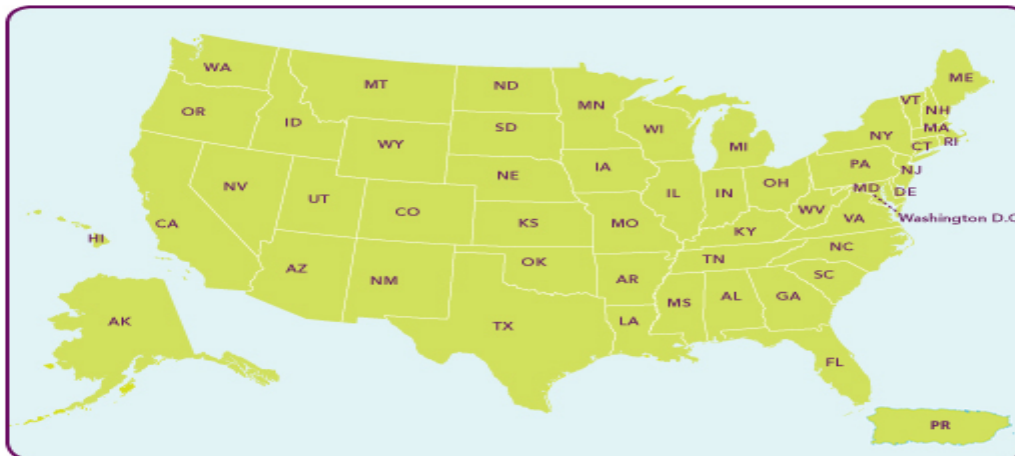 WA
MT
ND
MN
ME
VT
NH
OR
ID
SD
WI
MI
NY
MA
CT
RI
WY
IA
PA
NJ
NE
OH
NV
UT
CO
IL
IN
MD
DE
CA
KS
MO
WV
VA
Washington D.C
KY
HI
AZ
NM
OK
TN
NC
AR
SC
MS
AL
GA
AK
TX
LA
FL
PR